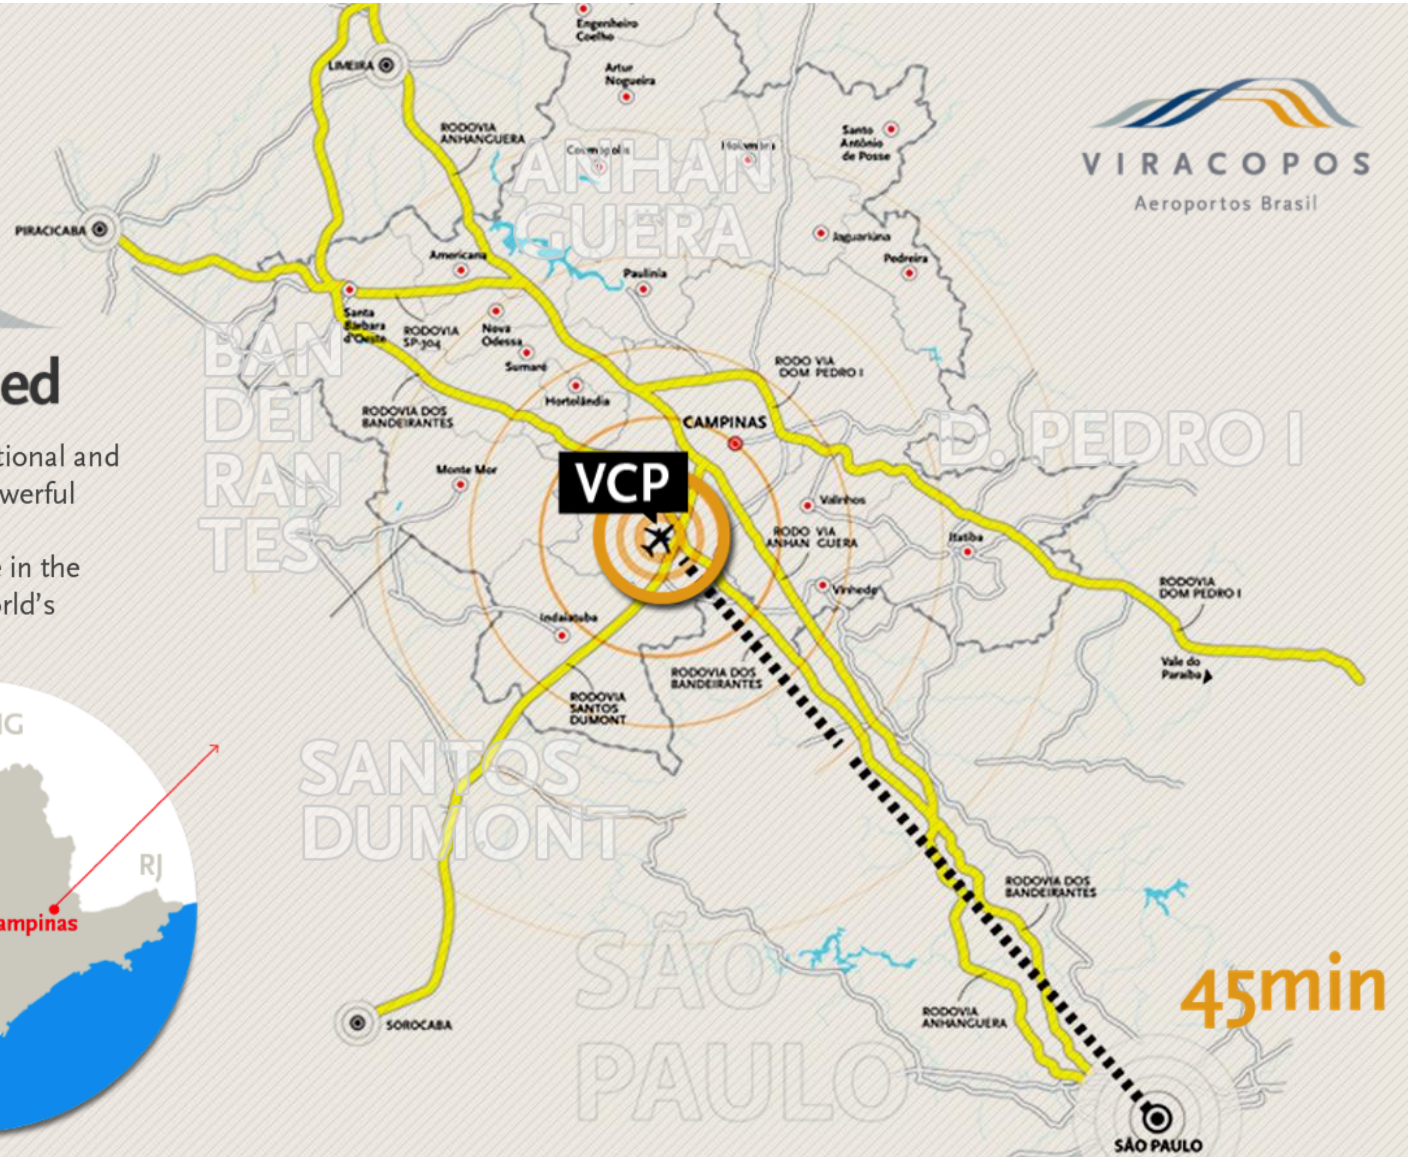 Engenheiro
Coelho
LIMEIRA
Artur
Nogueira
VIRACOPOS
Aeroportos Brasil
RODOVIA
ANHANGUERA
Santo
Antônio
de Posse
ANHAN
GUERA
PIRACICABA
Jaguariúna
Americana
Pedreira
Paulínia
Santa
Bárbara
d'Oeste
RODOVIA
SP-304
Nova
Odessa
Sumaré
BAN
DEI
RAN
TES
RODO VIA
DOM PEDRO I
ed
Hortolândia
RODOVIA DOS
BANDEIRANTES
CAMPINAS
D. PEDRO I
tional and
werful
Monte Mor
VCP
Valinhos
RODO VIA
ANHAN GUERA
Itatiba
e in the
orld's
Vinhedo
RODOVIA
DOM PEDRO I
Indaiatuba
RODOVIA DOS
BANDEIRANTES
Vale do
Paraíba
RODOVIA
SANTOS
DUMONT
IG
SANTOS
DUMONT
RJ
ampinas
RODOVIA DOS
BANDEIRANTES
SÃO
PAULO
45min
RODOVIA
ANHANGUERA
SOROCABA
SÃO PAULO